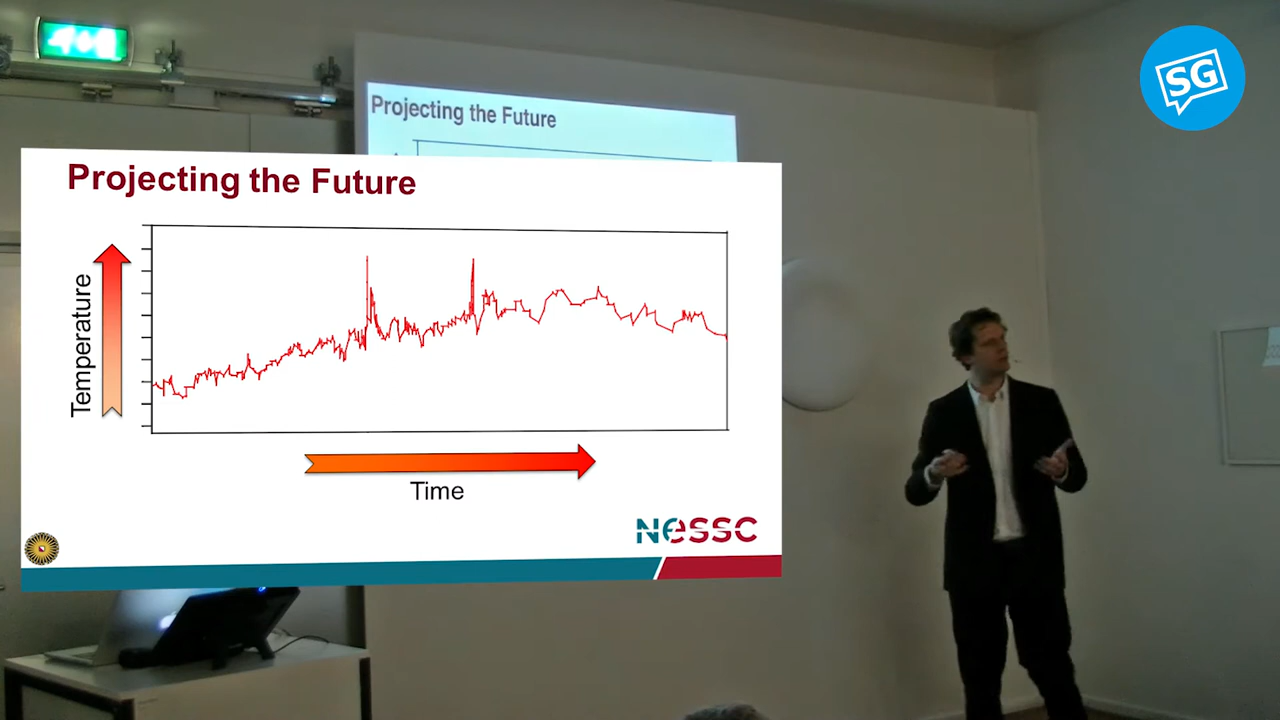 SG
Projecting the Future
Projecting the Future
Temperature
Time
NESSC